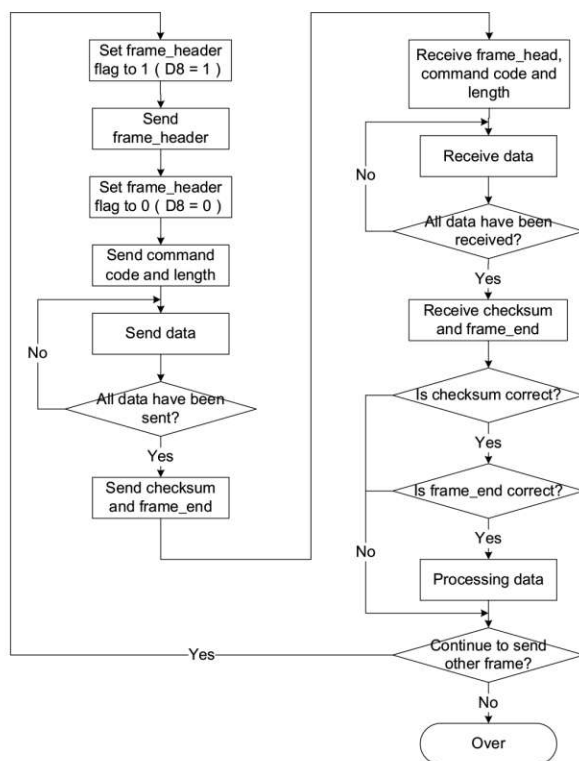 Set frame_header
flag to 1 ( D8 = 1 )
Send
frame_header
Set frame_header
flag to 0 ( D8 = 0 )
Send command
code and length
Send data
No
All data have been
sent?
Yes
Send checksum
and frame_end
Receive frame_head,
command code and
length
Receive data
No
All data have been
received?
Yes
Receive checksum
and frame_end
Is checksum correct?
Yes
Is frame_end correct?
Yes
No
Processing data
Continue to send
other frame?
Yes
No
Over